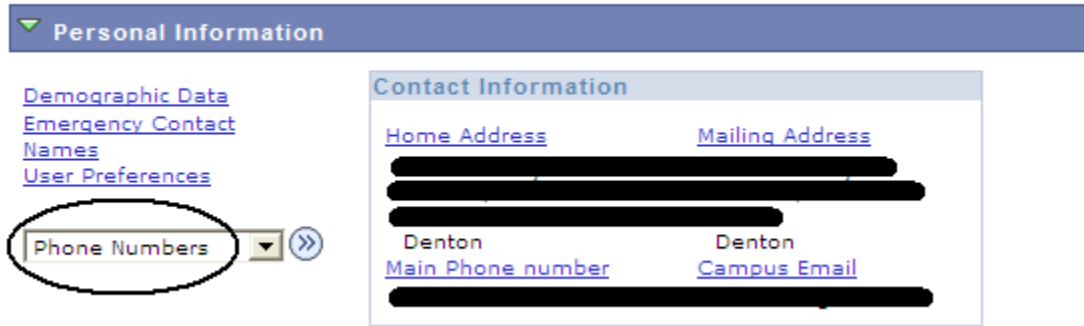 Personal Information
Demographic Data
Emergency Contact
Names
User Preferences
Phone Numbers
Contact Information
Home Address Mailing Address
Denton Denton
Main Phone number Campus Email